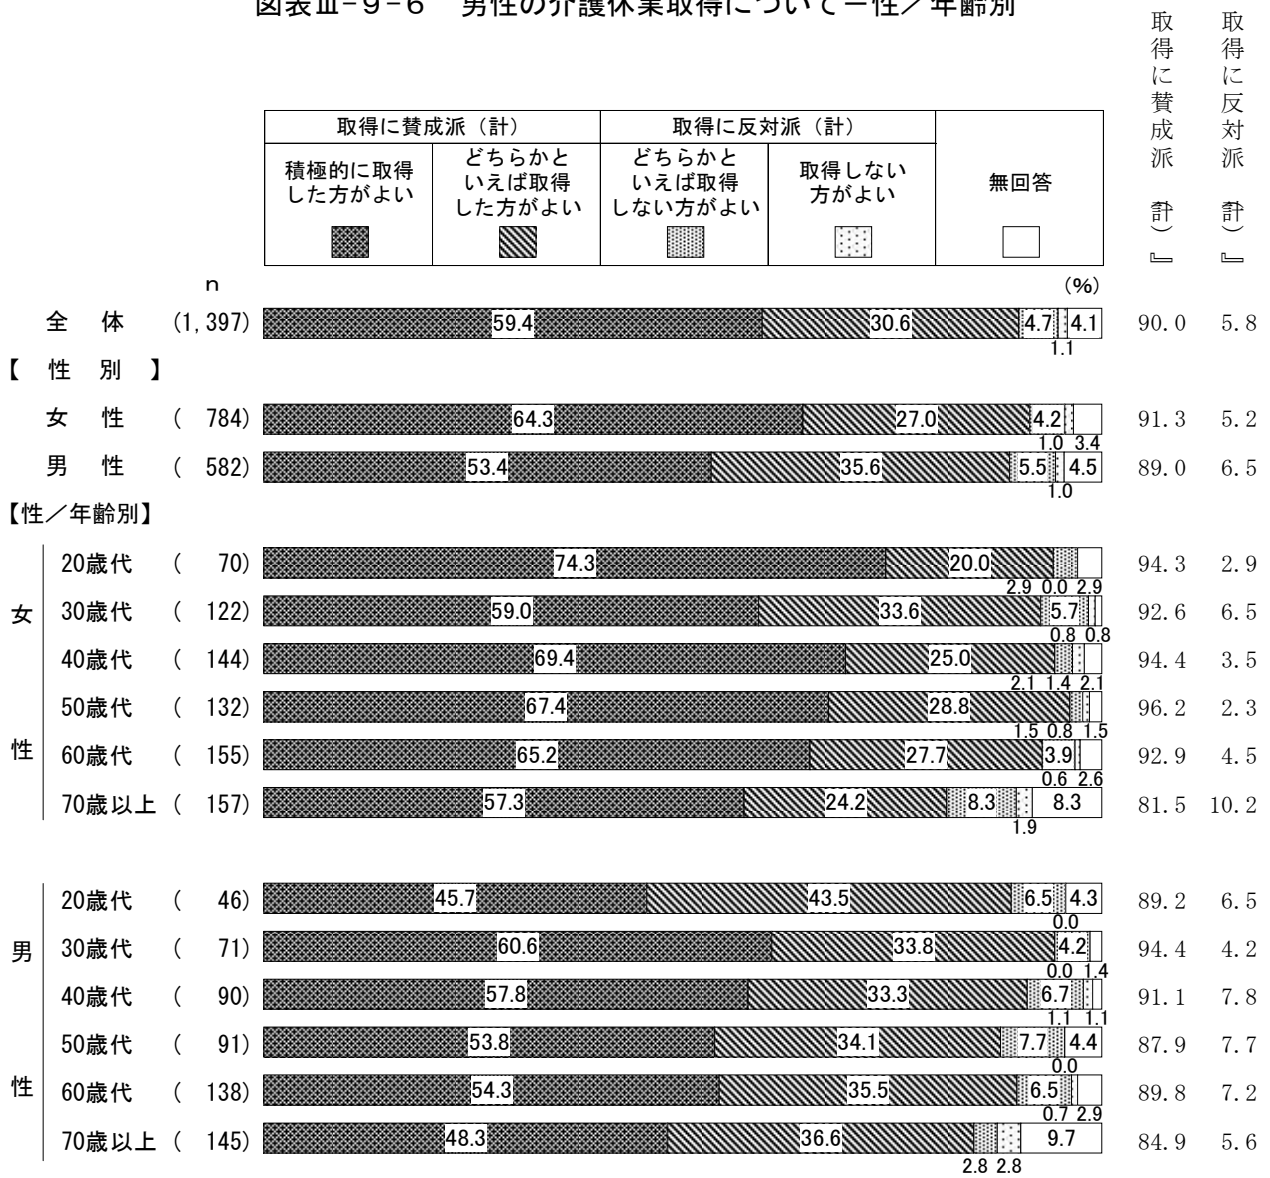 図表Ⅲ-9-6 男性の介護休業取得について－性／年齢別
取得に賛成派（計）』
取得に反対派（計）』
取得に賛成派（計） 取得に反対派（計）
積極的に取得した方がよい
どちらかといえば取得した方がよい
どちらかといえば取得しない方がよい
取得しない方がよい
無回答
n (%)
全体 (1,397) 59.4 30.6 4.7 1.1 4.1 90.0 5.8
【性別】
女性 ( 784) 64.3 27.0 4.2 1.0 3.4 91.3 5.2
男性 ( 582) 53.4 35.6 5.5 1.0 4.5 89.0 6.5
【性／年齢別】
女性
20歳代 ( 70) 74.3 20.0 2.9 0.0 2.9 94.3 2.9
30歳代 ( 122) 59.0 33.6 5.7 0.8 0.8 92.6 6.5
40歳代 ( 144) 69.4 25.0 2.1 1.4 2.1 94.4 3.5
50歳代 ( 132) 67.4 28.8 1.5 0.8 1.5 96.2 2.3
60歳代 ( 155) 65.2 27.7 3.9 0.6 2.6 92.9 4.5
70歳以上 ( 157) 57.3 24.2 8.3 1.9 8.3 81.5 10.2
男性
20歳代 ( 46) 45.7 43.5 6.5 0.0 4.3 89.2 6.5
30歳代 ( 71) 60.6 33.8 4.2 0.0 1.4 94.4 4.2
40歳代 ( 90) 57.8 33.3 6.7 1.1 1.1 91.1 7.8
50歳代 ( 91) 53.8 34.1 7.7 0.0 4.4 87.9 7.7
60歳代 ( 138) 54.3 35.5 6.5 0.7 2.9 89.8 7.2
70歳以上 ( 145) 48.3 36.6 2.8 2.8 9.7 84.9 5.6